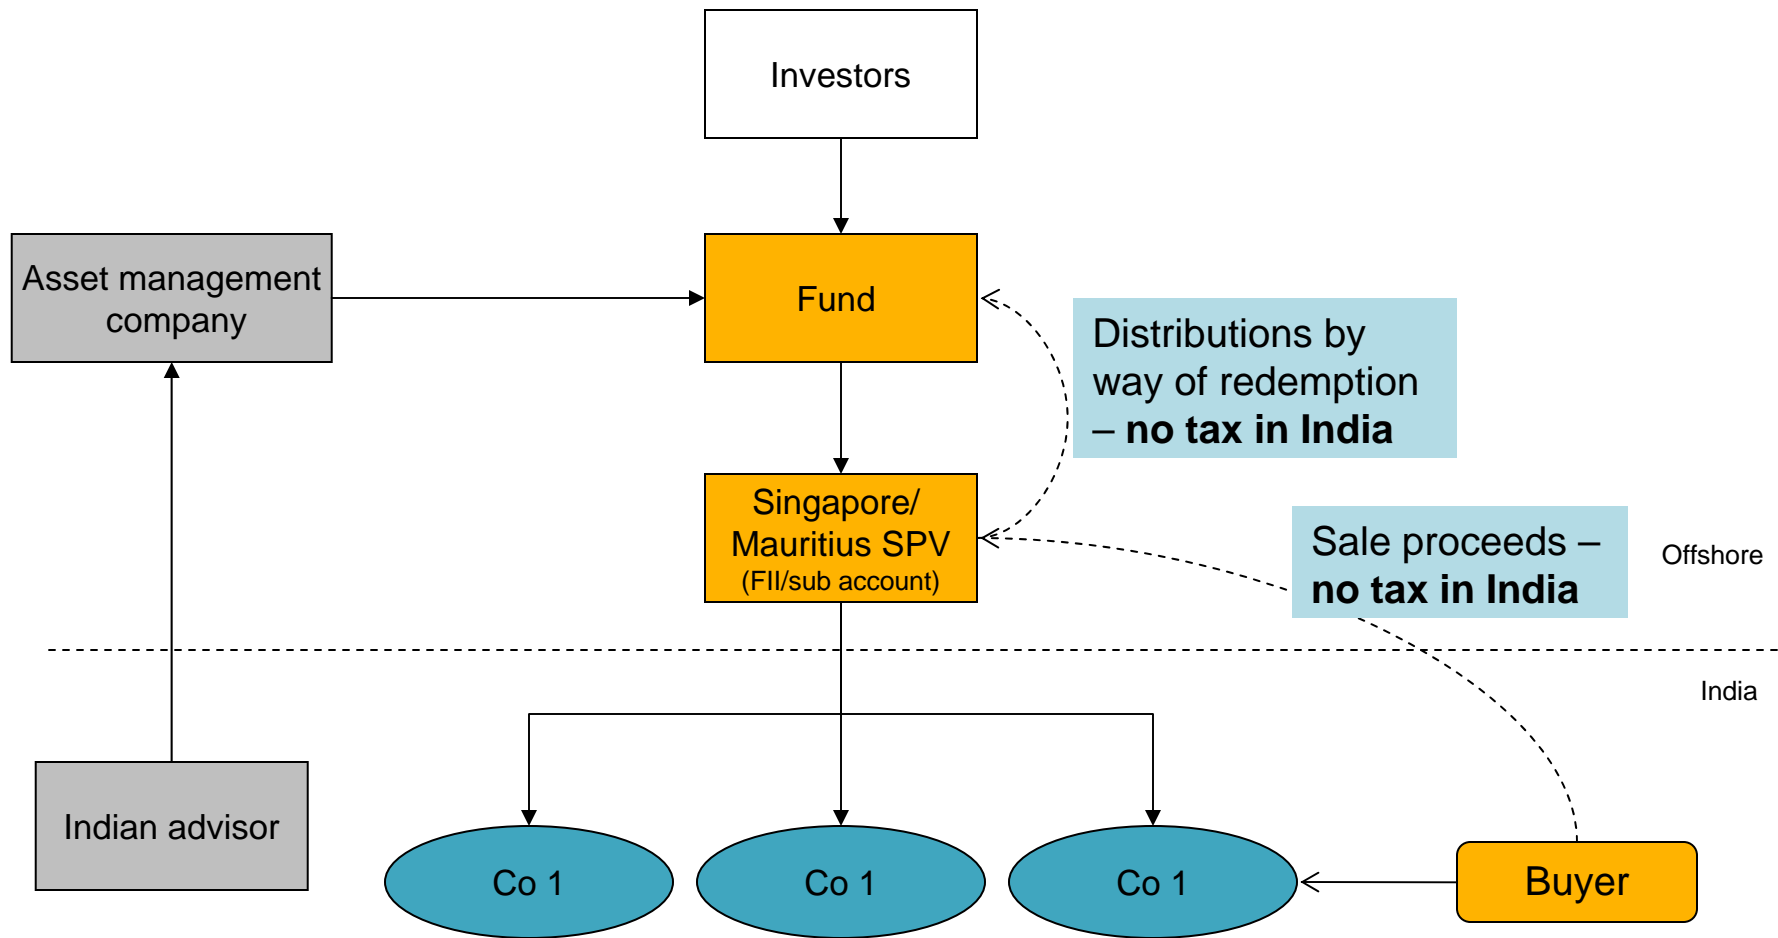 Investors
Asset management
company
Fund
Distributions by
way of redemption
– no tax in India
Singapore/
Mauritius SPV
(FII/sub account)
Sale proceeds –
no tax in India
Offshore
India
Indian advisor
Co 1
Co 1
Co 1
Buyer